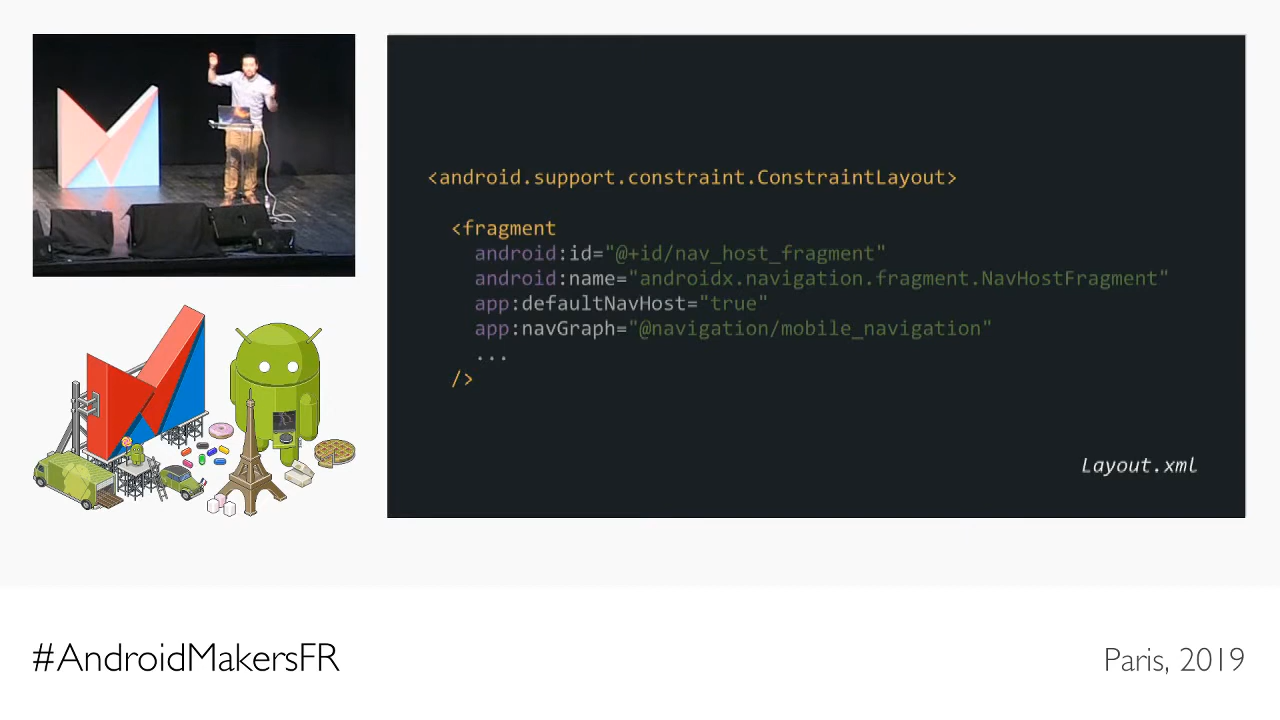 <android.support.constraint.ConstraintLayout>
<fragment
android:id="@+id/nav_host_fragment"
android:name="androidx.navigation.fragment.NavHostFragment"
app:defaultNavHost="true"
app:navGraph="@navigation/mobile_navigation"
...
/>
Layout.xml
#AndroidMakersFR
Paris, 2019